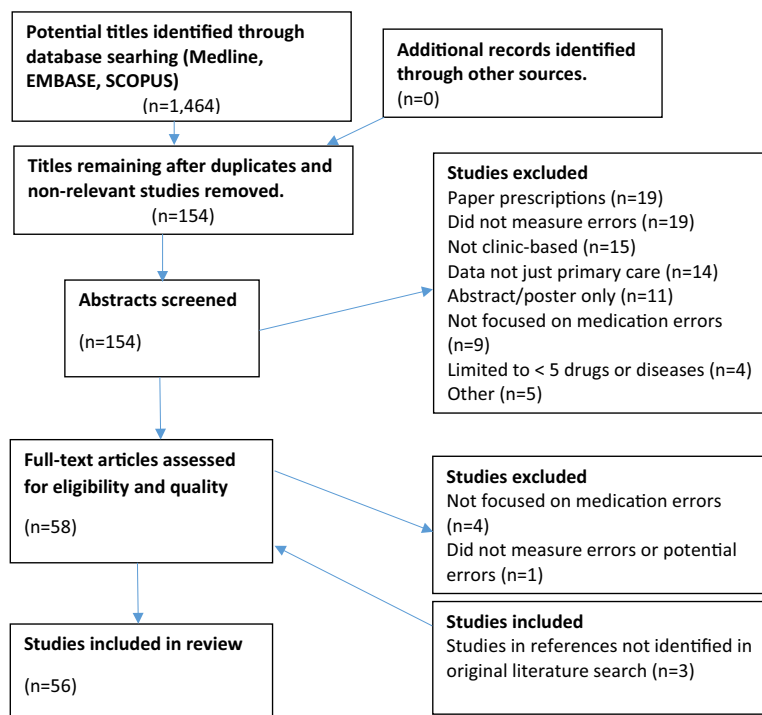 Potential titles identified through
database searhing (Medline,
EMBASE, SCOPUS)
(n=1,464)
Additional records identified
through other sources.
(n=0)
Titles remaining after duplicates and
non-relevant studies removed.
(n=154)
Studies excluded
Paper prescriptions (n=19)
Did not measure errors (n=19)
Not clinic-based (n=15)
Data not just primary care (n=14)
Abstract/poster only (n=11)
Not focused on medication errors
(n=9)
Limited to < 5 drugs or diseases (n=4)
Other (n=5)
Abstracts screened
(n=154)
Full-text articles assessed
for eligibility and quality
(n=58)
Studies excluded
Not focused on medication errors
(n=4)
Did not measure errors or potential
errors (n=1)
Studies included
Studies in references not identified in
original literature search (n=3)
Studies included in review
(n=56)